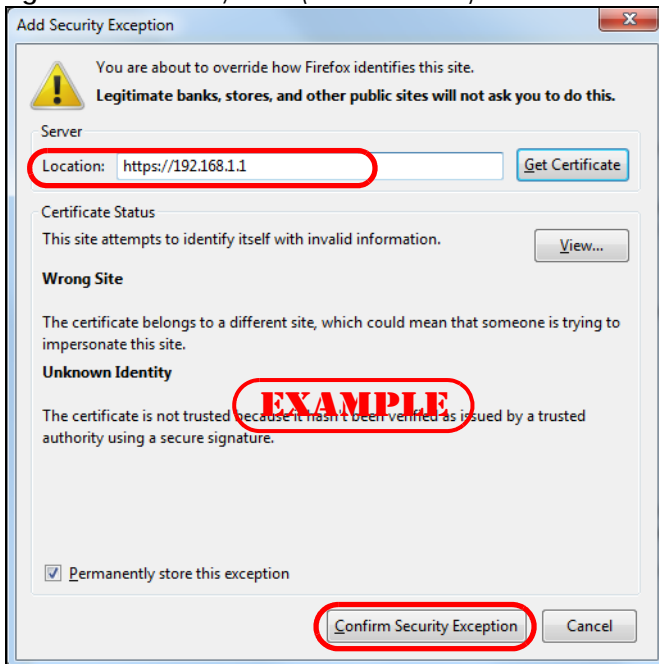 Add Security Exception
You are about to override how Firefox identifies this site.
Legitimate banks, stores, and other public sites will not ask you to do this.
Server
Location: https://192.168.1.1 Get Certificate
Certificate Status
This site attempts to identify itself with invalid information. View...
Wrong Site
The certificate belongs to a different site, which could mean that someone is trying to
impersonate this site.
Unknown Identity
EXAMPLE
The certificate is not trusted because it hasn't been verified as issued by a trusted
authority using a secure signature.
Permanently store this exception
Confirm Security Exception Cancel